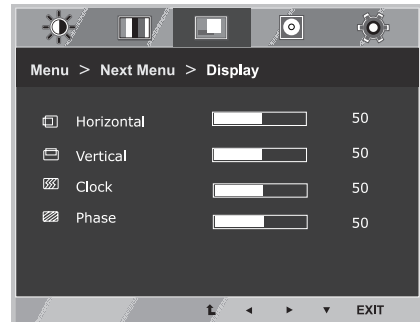 Menu > Next Menu > Display
Horizontal 50
Vertical 50
Clock 50
Phase 50
EXIT